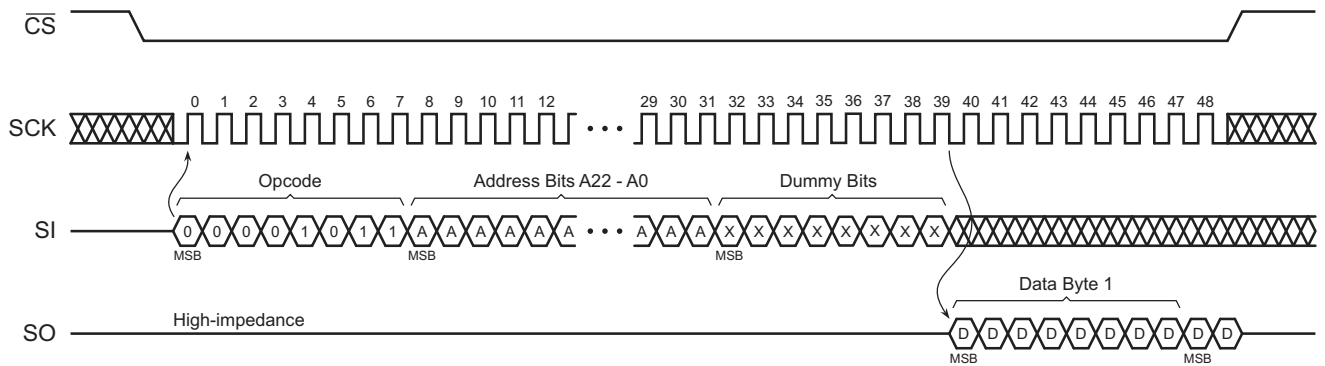 CS
0 1 2 3 4 5 6 7 8 9 10 11 12 29 30 31 32 33 34 35 36 37 38 39 40 41 42 43 44 45 46 47 48
SCK
Opcode Address Bits A22 - A0 Dummy Bits
SI 0 0 0 0 1 0 1 1 A A A A A A A A A X X X X X X X X
MSB MSB MSB
Data Byte 1
High-impedance
SO D D D D D D D D D D
MSB MSB